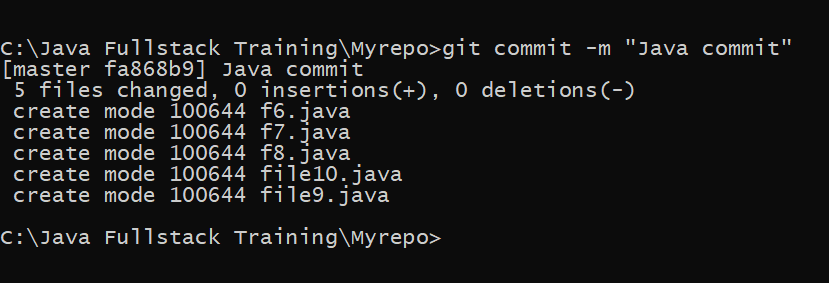 C:\Java Fullstack Training\Myrepo>git commit -m "Java commit"
[master fa868b9] Java commit
 5 files changed, 0 insertions(+), 0 deletions(-)
 create mode 100644 f6.java
 create mode 100644 f7.java
 create mode 100644 f8.java
 create mode 100644 file10.java
 create mode 100644 file9.java
C:\Java Fullstack Training\Myrepo>